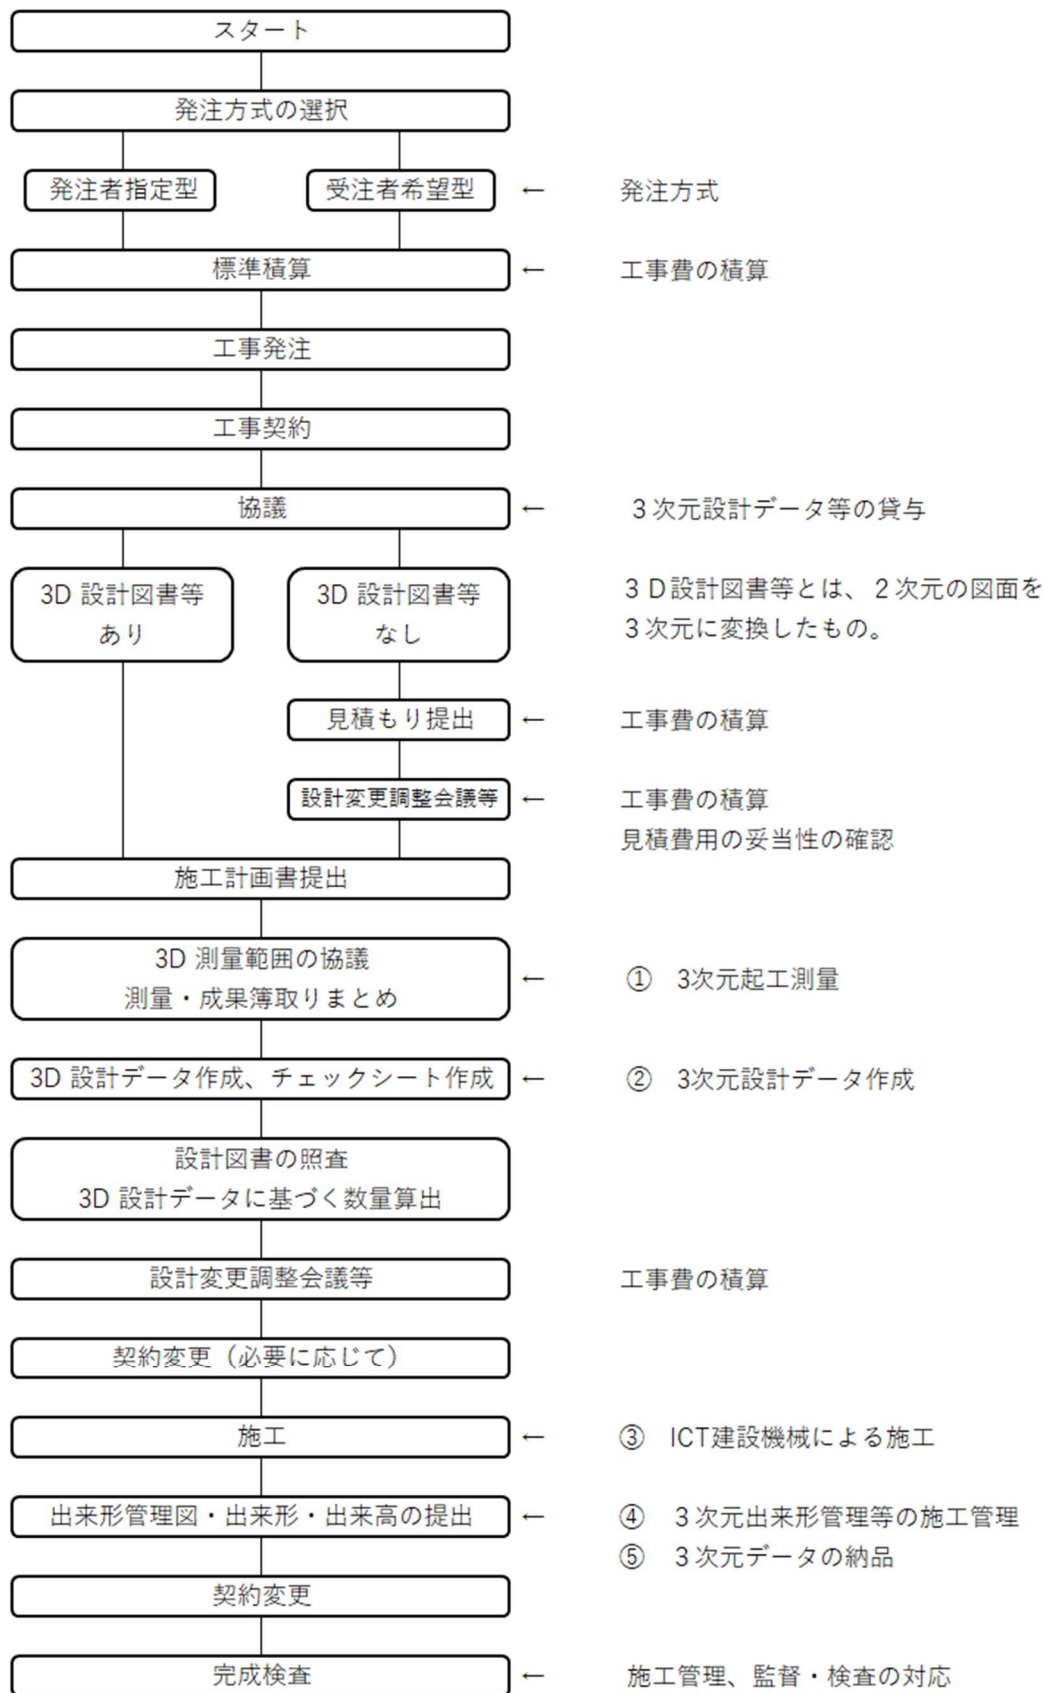 スタート
発注方式の選択
発注者指定型
受注者希望型
← 発注方式
標準積算
← 工事費の積算
工事発注
工事契約
協議
← 3次元設計データ等の貸与
3D 設計図書等
あり
3D 設計図書等
なし
3D設計図書等とは、2次元の図面を
3次元に変換したもの。
見積もり提出
← 工事費の積算
設計変更調整会議等
← 工事費の積算
見積費用の妥当性の確認
施工計画書提出
3D 測量範囲の協議
測量・成果簿取りまとめ
← ① 3次元起工測量
3D 設計データ作成、チェックシート作成
← ② 3次元設計データ作成
設計図書の照査
3D 設計データに基づく数量算出
設計変更調整会議等
工事費の積算
契約変更（必要に応じて）
施工
← ③ ICT建設機械による施工
出来形管理図・出来形・出来高の提出
← ④ 3次元出来形管理等の施工管理
⑤ 3次元データの納品
契約変更
完成検査
← 施工管理、監督・検査の対応